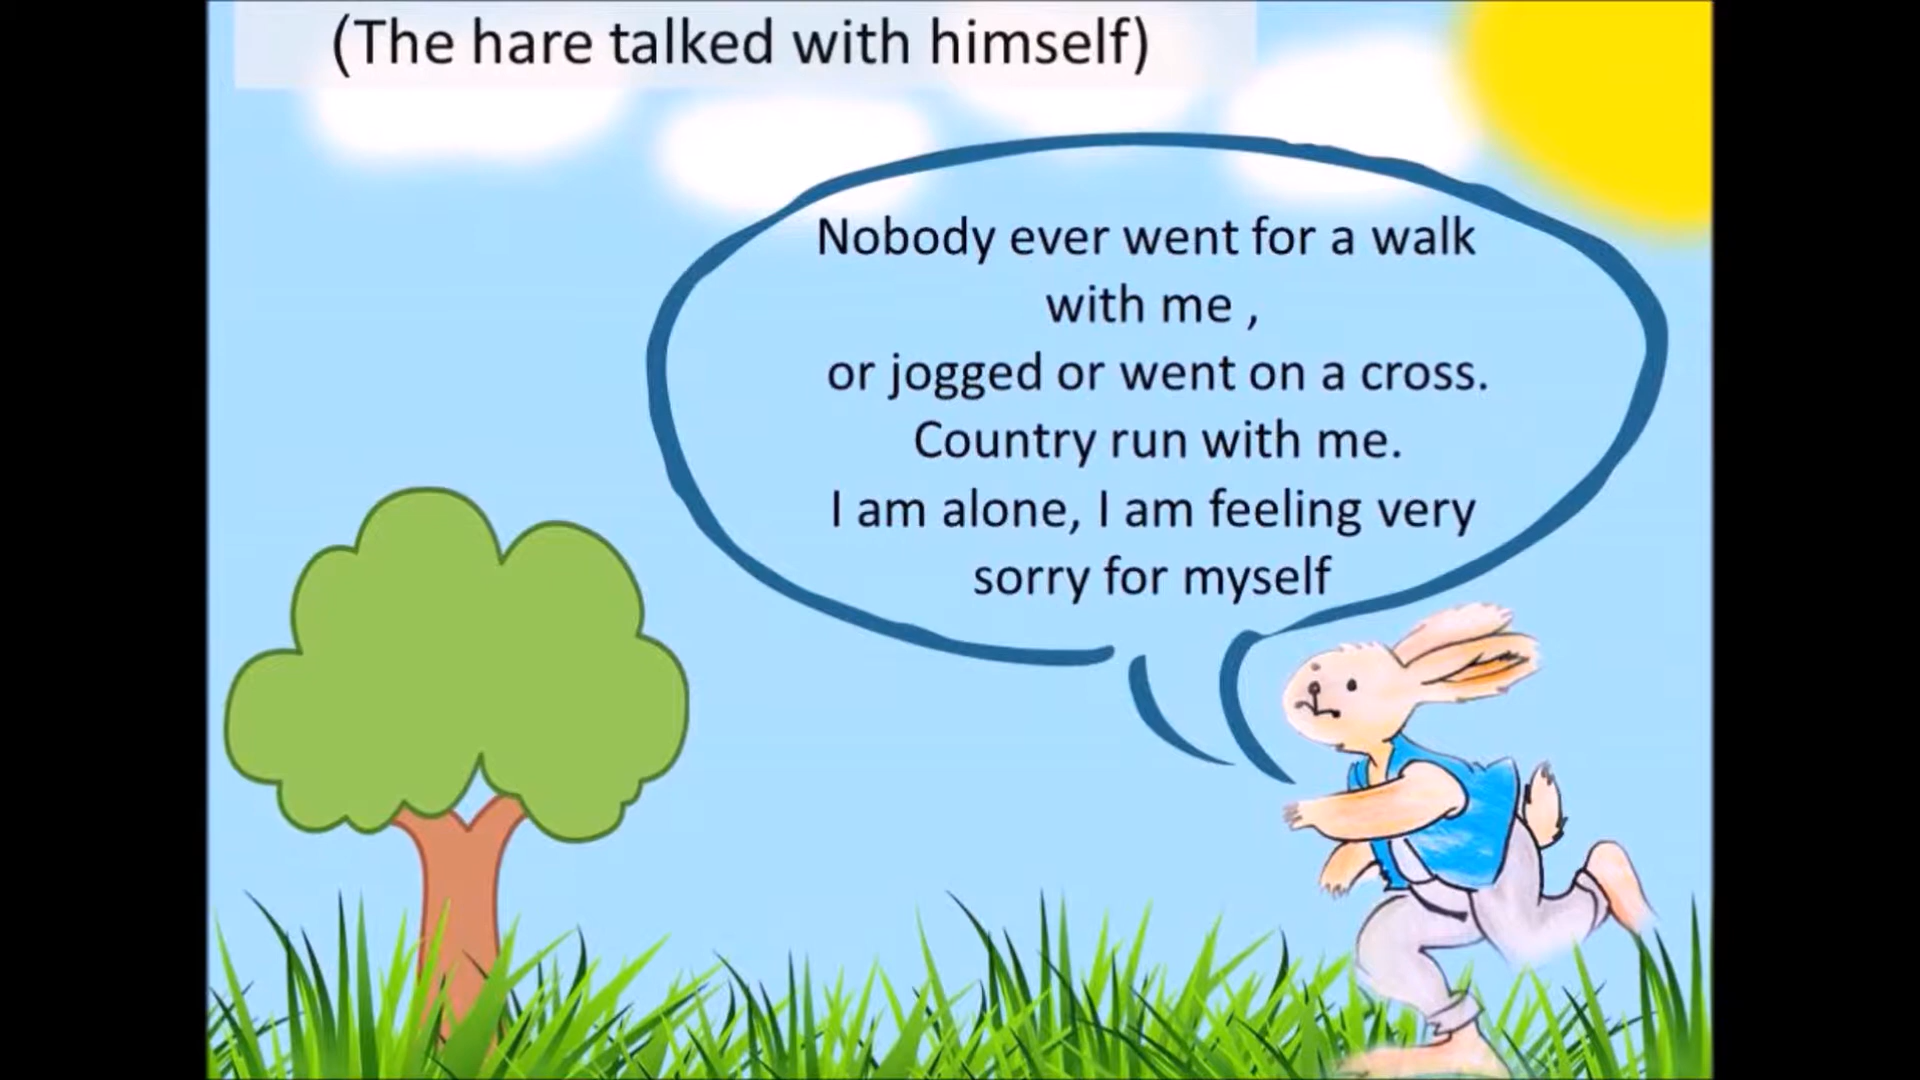 (The hare talked with himself)
Nobody ever went for a walk
with me ,
or jogged or went on a cross.
Country run with me.
I am alone, I am feeling very
sorry for myself